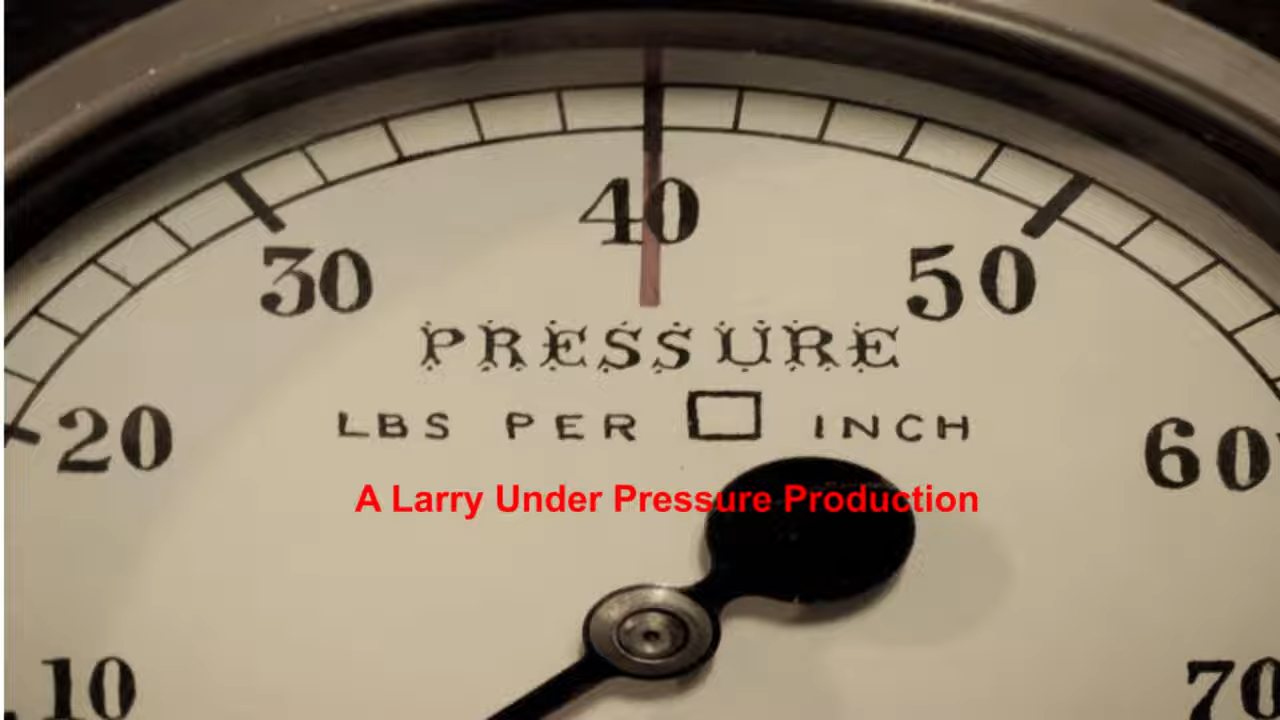 40
30
50
PRESSURE
LBS PER □ INCH
20
60
A Larry Under Pressure Production
10
70